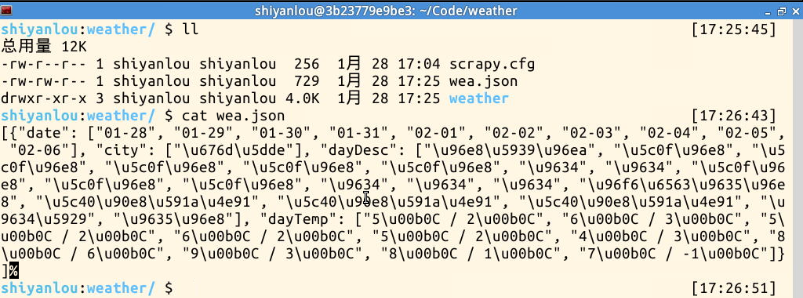 shiyanlou@3b23779e9be3: ~/Code/weather
shiyanlou:weather/ $ ll [17:25:45]
总用量 12K
-rw-r--r-- 1 shiyanlou shiyanlou 256 1月 28 17:04 scrapy.cfg
-rw-rw-r-- 1 shiyanlou shiyanlou 729 1月 28 17:25 wea.json
drwxr-xr-x 3 shiyanlou shiyanlou 4.0K 1月 28 17:25 weather
shiyanlou:weather/ $ cat wea.json [17:26:43]
[{"date": ["01-28", "01-29", "01-30", "01-31", "02-01", "02-02", "02-03", "02-04", "02-05",
"02-06"], "city": ["\u676d\u5dde"], "dayDesc": ["\u96e8\u5939\u96ea", "\u5c0f\u96e8", "\u5
c0f\u96e8", "\u5c0f\u96e8", "\u5c0f\u96e8", "\u5c0f\u96e8", "\u9634", "\u9634", "\u5c0f\u96e
8", "\u5c0f\u96e8", "\u5c0f\u96e8", "\u9634", "\u9634", "\u9634", "\u96f6\u6563\u9635\u96e
8", "\u5c40\u90e8\u591a\u4e91", "\u5c40\u90e8\u591a\u4e91", "\u5c40\u90e8\u591a\u4e91", "\u
9634\u5929", "\u9635\u96e8"], "dayTemp": ["5\u00b0C / 2\u00b0C", "6\u00b0C / 3\u00b0C", "5\
u00b0C / 2\u00b0C", "6\u00b0C / 2\u00b0C", "5\u00b0C / 2\u00b0C", "4\u00b0C / 3\u00b0C", "8
\u00b0C / 6\u00b0C", "9\u00b0C / 3\u00b0C", "8\u00b0C / 1\u00b0C", "7\u00b0C / -1\u00b0C"]}
]%
shiyanlou:weather/ $ [17:26:51]